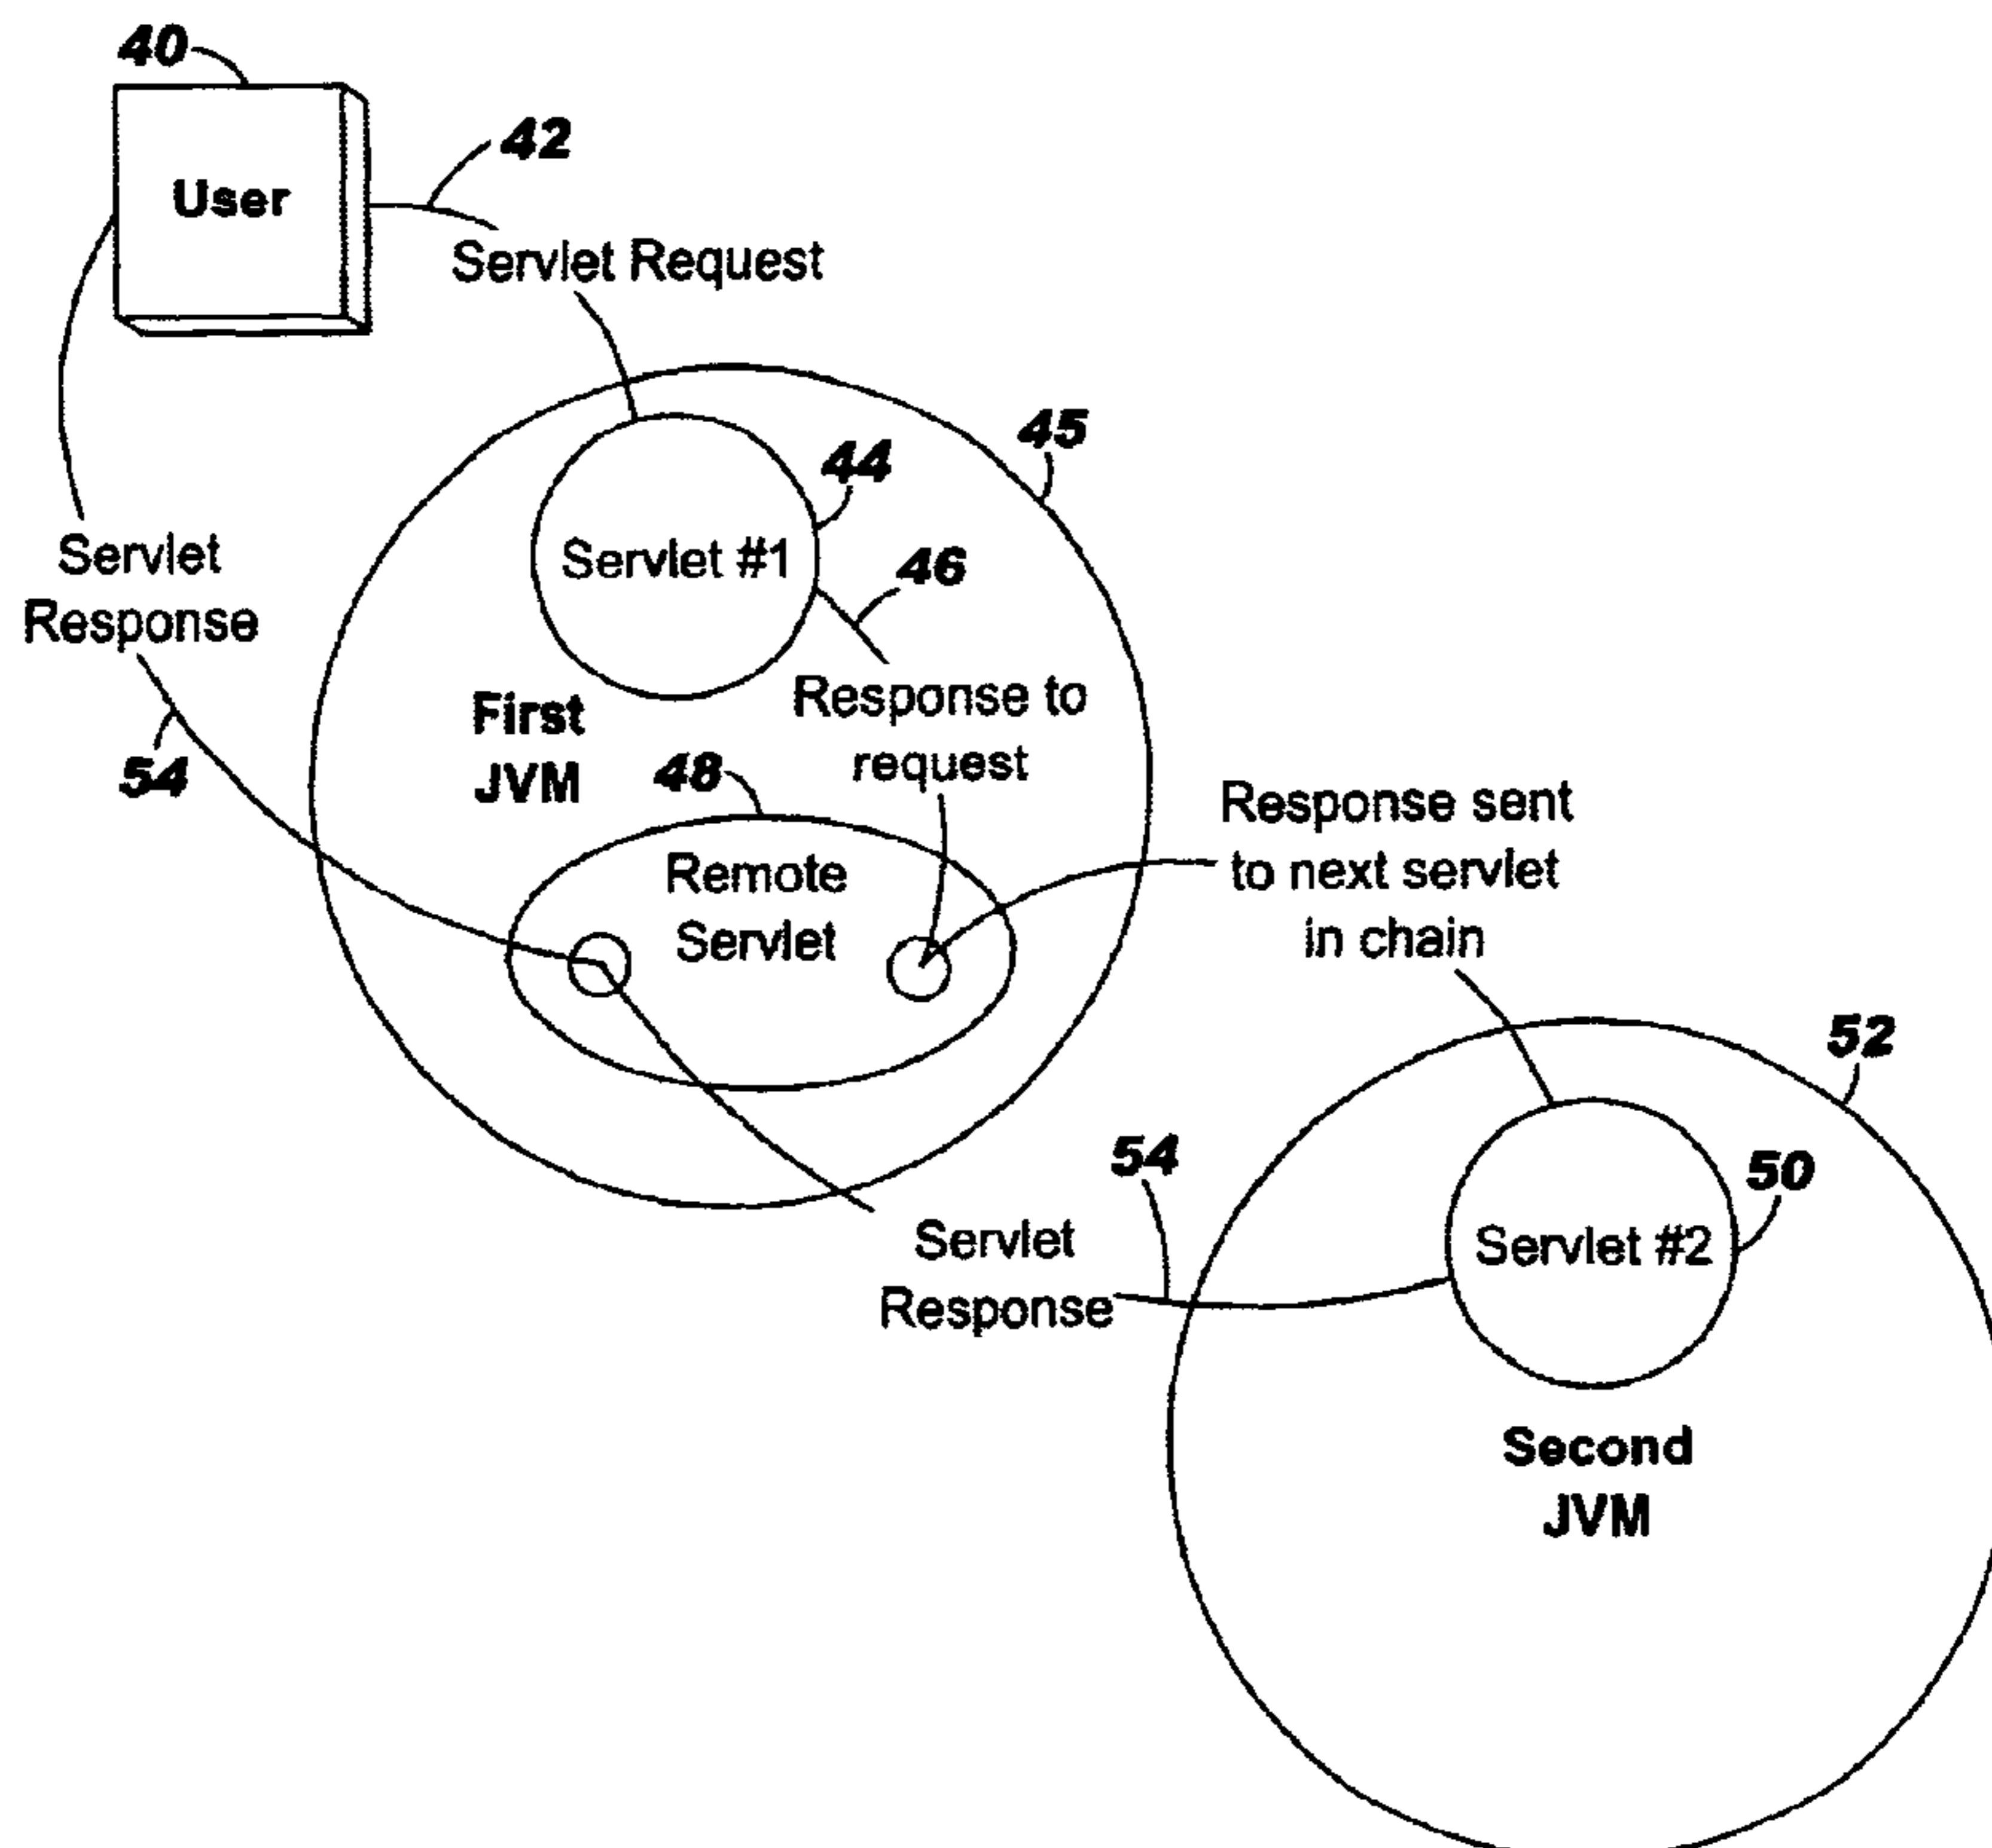 40
User
42
Servlet Request
45
44
Servlet #1
46
Servlet
Response
54
First
JVM
Response to
request
48
Remote
Servlet
Response sent
to next servlet
in chain
52
54
50
Servlet #2
Servlet
Response
Second
JVM